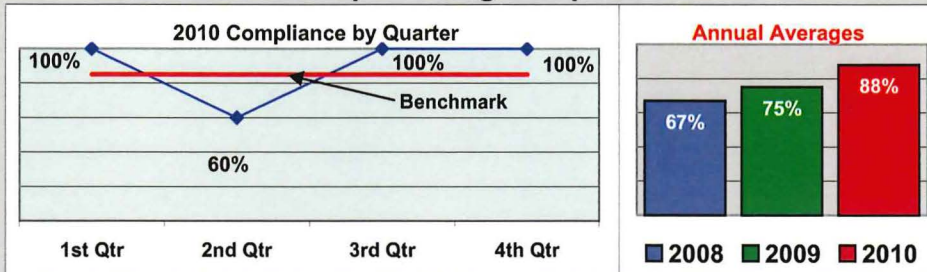 2010 Compliance by Quarter
100%
100%
100%
Benchmark
60%
1st Qtr 2nd Qtr 3rd Qtr 4th Qtr
Annual Averages
67%
75%
88%
2008 2009 2010